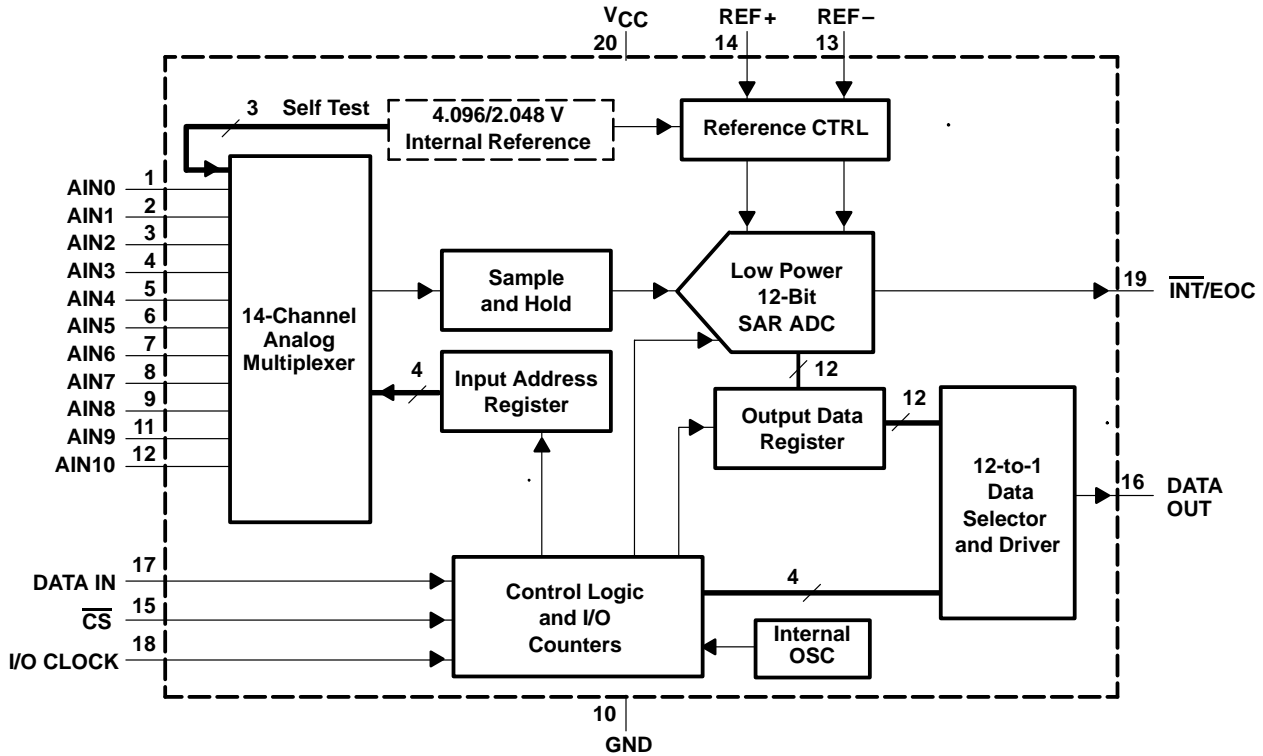 VCC
20
REF+
14
REF−
13
3 Self Test
4.096/2.048 V
Internal Reference
Reference CTRL
AIN0
1
AIN1
2
AIN2
3
AIN3
4
AIN4
5
AIN5
6
AIN6
7
AIN7
8
AIN8
9
AIN9
11
AIN10
12
14-Channel
Analog
Multiplexer
Sample
and Hold
Low Power
12-Bit
SAR ADC
19
INT/EOC
4
Input Address
Register
12
Output Data
Register
12
12-to-1
Data
Selector
and Driver
16
DATA
OUT
DATA IN
17
CS
15
I/O CLOCK
18
Control Logic
and I/O
Counters
4
Internal
OSC
10
GND